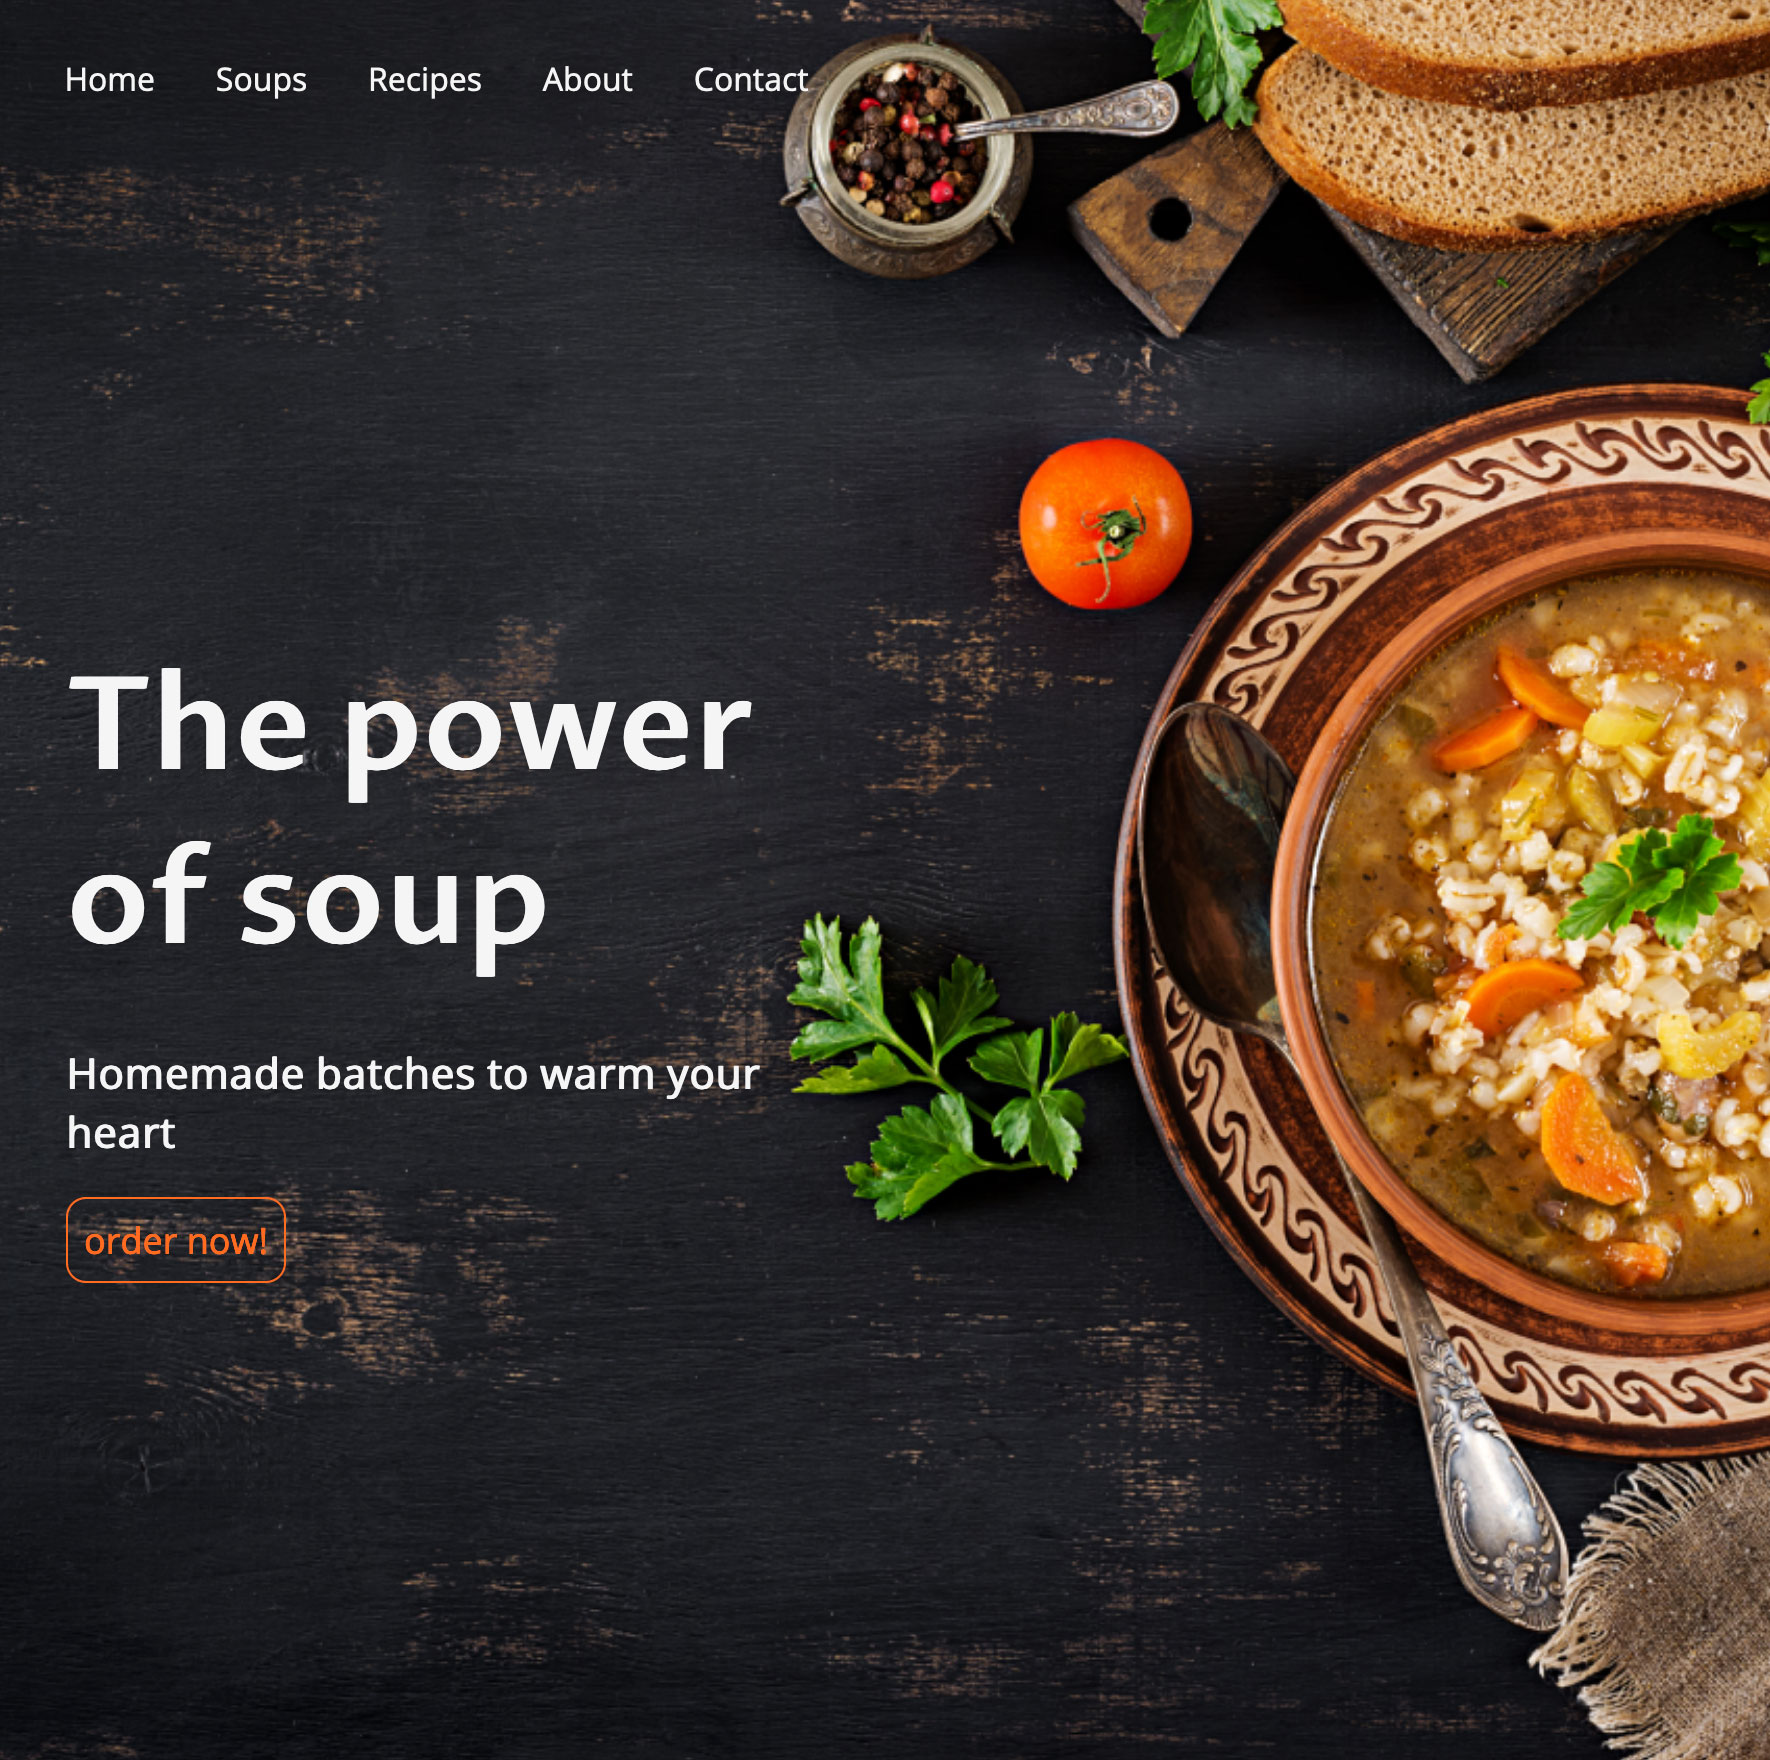 Home Soups Recipes About Contact
The power
of soup
Homemade batches to warm your
heart
order now!